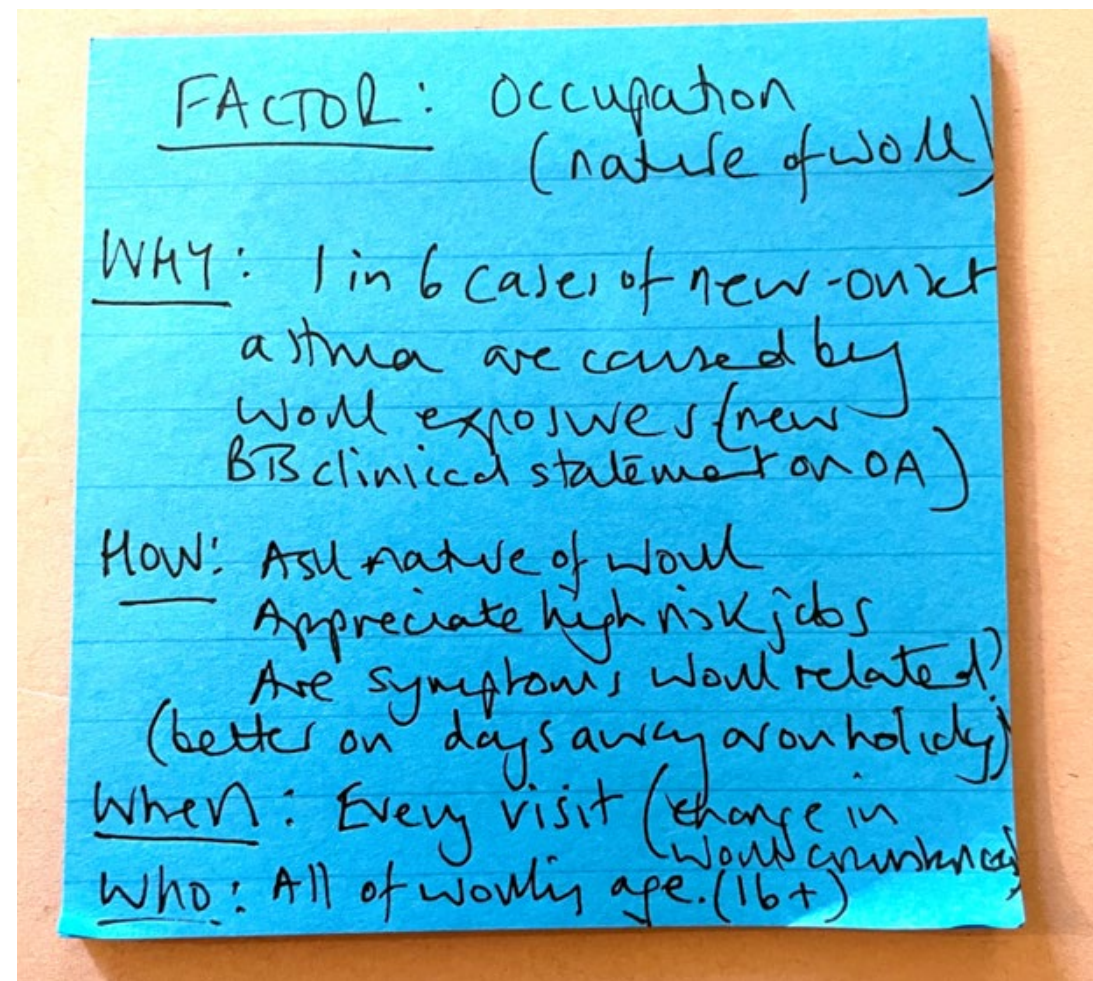 FACTOR: Occupation
(nature of work)
WHY: 1 in 6 cases of new-onset
asthma are caused by
work exposures (new
BTS clinical statement on OA)
HOW: Ask nature of work
Appreciate high risk jobs
Are symptoms work related?
(better on days away or on holiday)
When: Every visit (change in
work circumstances)
Who: All of working age. (16+)